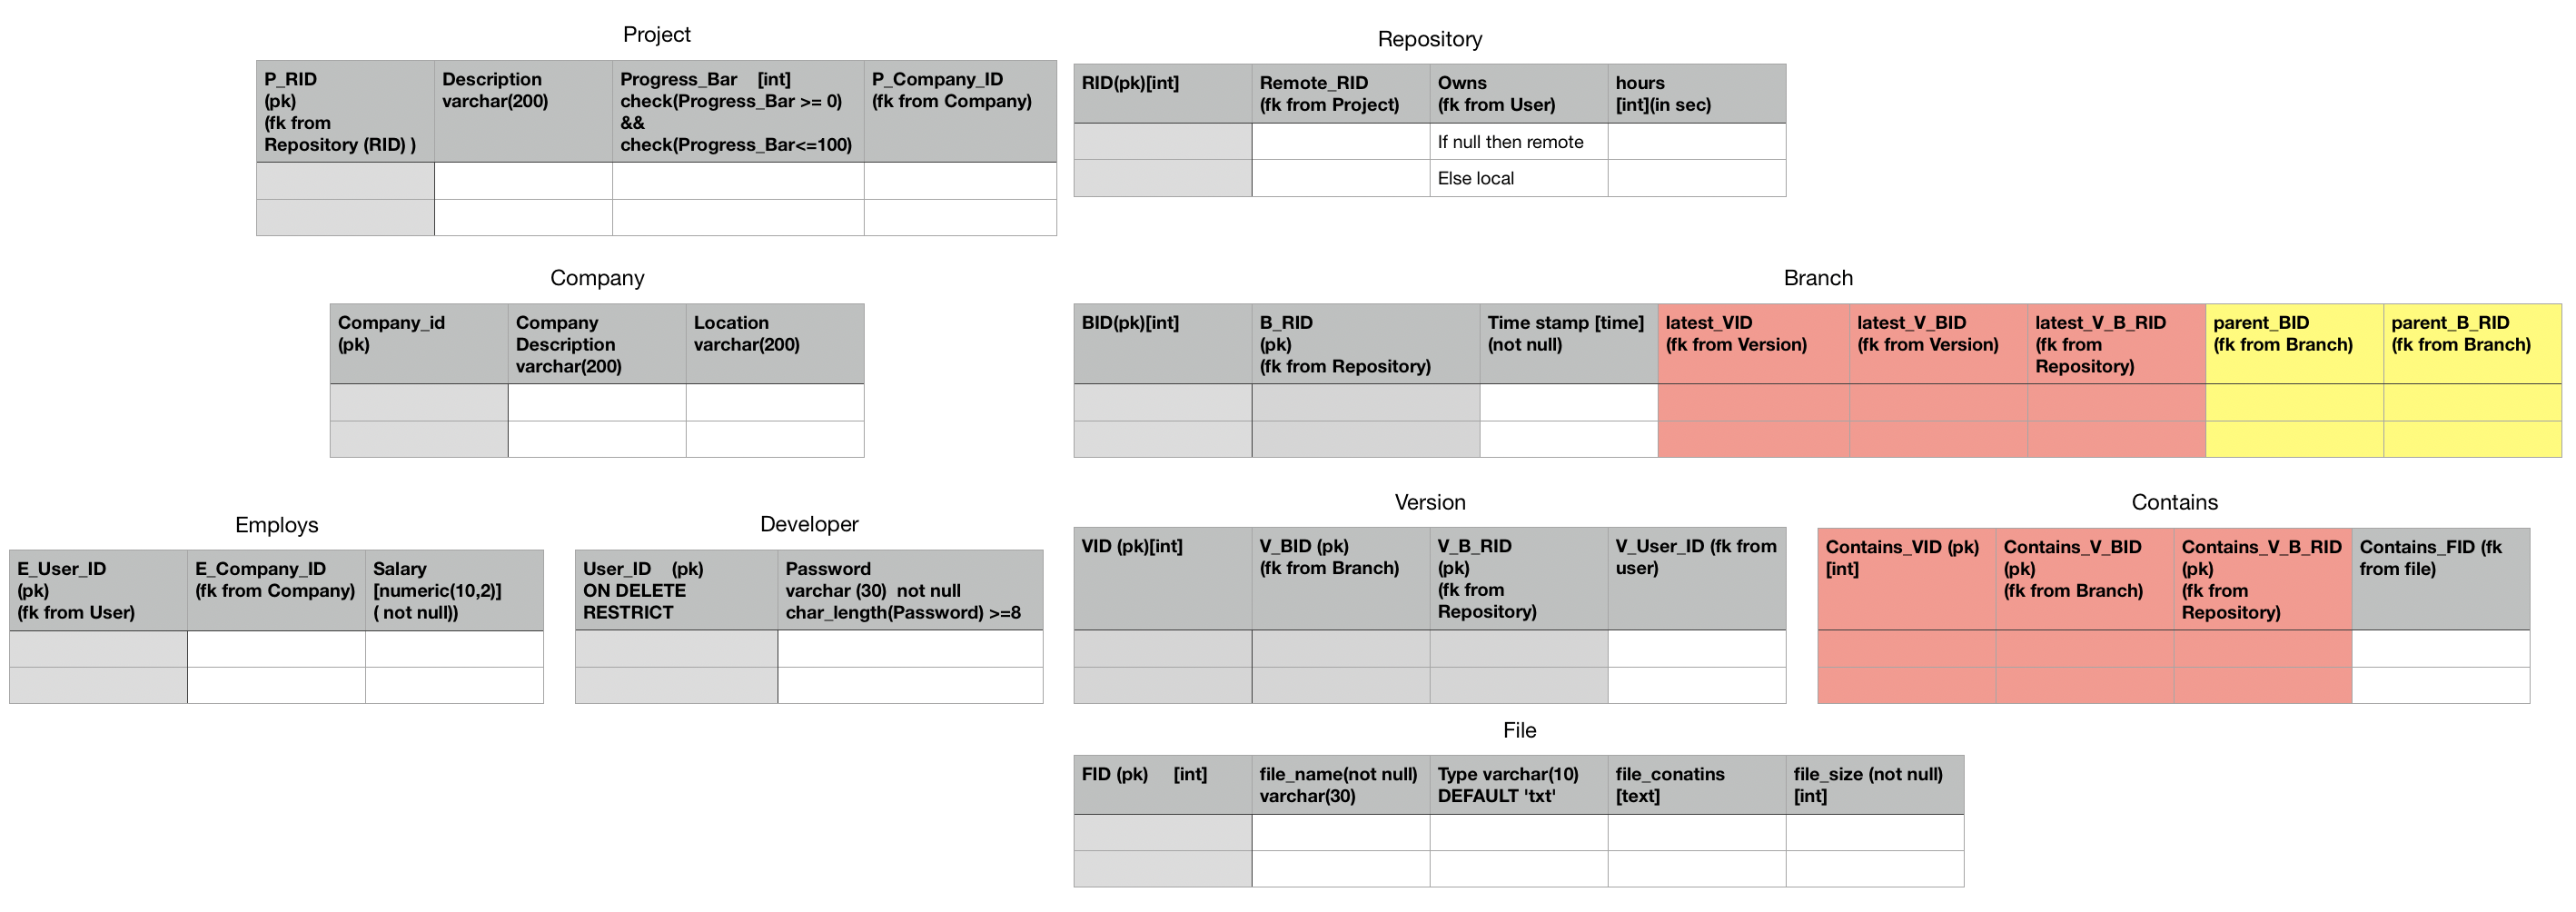 Project
P_RID
(pk)
(fk from
Repository (RID) )
Description
varchar(200)
Progress_Bar [int]
check(Progress_Bar >= 0)
&&
check(Progress_Bar<=100)
P_Company_ID
(fk from Company)
Repository
RID(pk)[int]
Remote_RID
(fk from Project)
Owns
(fk from User)
hours
[int](in sec)
If null then remote
Else local
Company
Company_id
(pk)
Company
Description
varchar(200)
Location
varchar(200)
Branch
BID(pk)[int]
B_RID
(pk)
(fk from Repository)
Time stamp [time]
(not null)
latest_VID
(fk from Version)
latest_V_BID
(fk from Version)
latest_V_B_RID
(fk from
Repository)
parent_BID
(fk from Branch)
parent_B_RID
(fk from Branch)
Employs
E_User_ID
(pk)
(fk from User)
E_Company_ID
(fk from Company)
Salary
[numeric(10,2)]
( not null))
Developer
User_ID (pk)
ON DELETE
RESTRICT
Password
varchar (30) not null
char_length(Password) >=8
Version
VID (pk)[int]
V_BID (pk)
(fk from Branch)
V_B_RID
(pk)
(fk from
Repository)
V_User_ID (fk from
user)
Contains
Contains_VID (pk)
[int]
Contains_V_BID
(pk)
(fk from Branch)
Contains_V_B_RID
(pk)
(fk from
Repository)
Contains_FID (fk
from file)
File
FID (pk) [int]
file_name(not null)
varchar(30)
Type varchar(10)
DEFAULT 'txt'
file_conatins
[text]
file_size (not null)
[int]